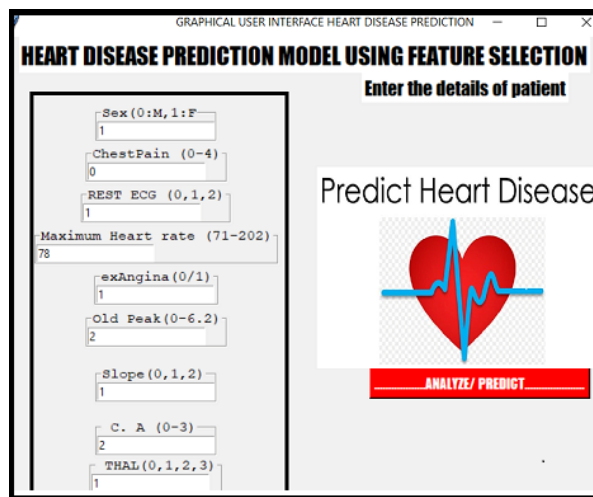 GRAPHICAL USER INTERFACE HEART DISEASE PREDICTION
HEART DISEASE PREDICTION MODEL USING FEATURE SELECTION
Enter the details of patient
Sex(0:M,1:F
1
ChestPain (0-4)
0
REST ECG (0,1,2)
1
Maximum Heart rate (71-202)
78
exAngina(0/1)
1
Old Peak(0-6.2)
2
Slope(0,1,2)
1
C. A (0-3)
2
THAL(0,1,2,3)
1
Predict Heart Disease
ANALYZE/ PREDICT